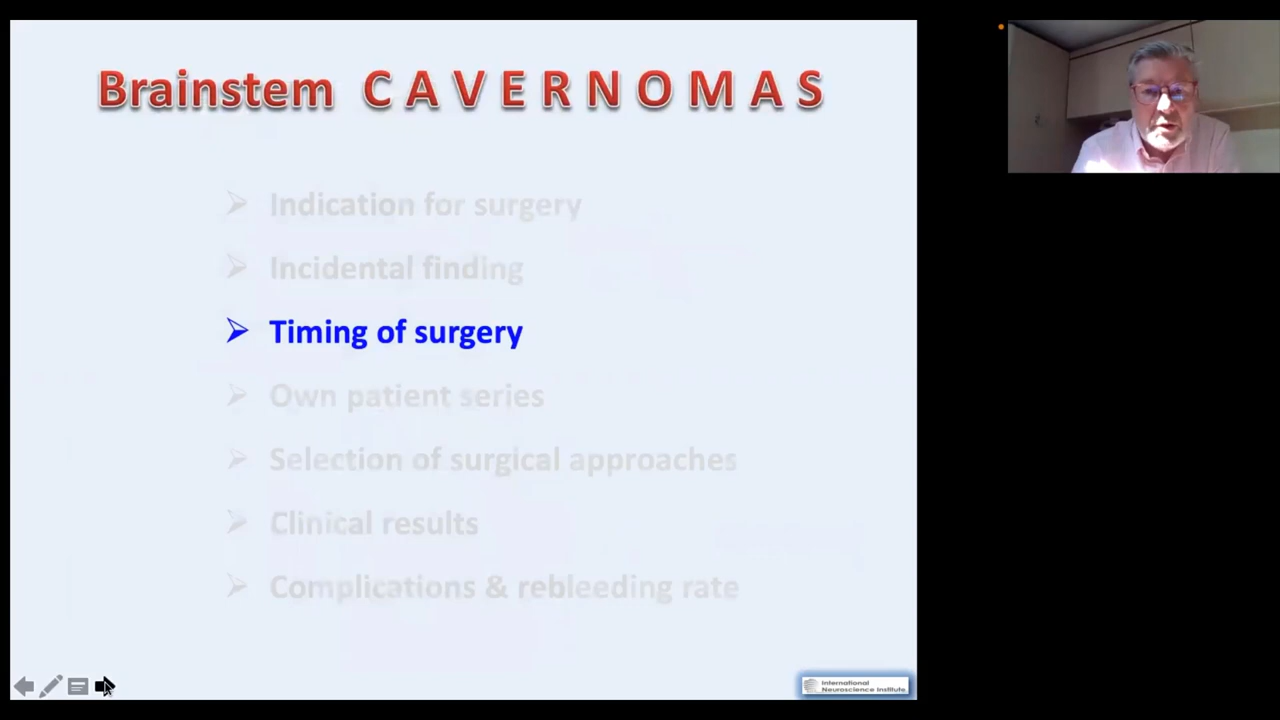 Brainstem CAVERNOMAS
Indication for surgery
Incidental finding
Timing of surgery
Own patient series
Selection of surgical approaches
Clinical results
Complications & rebleeding rate
International
Neuroscience Institute